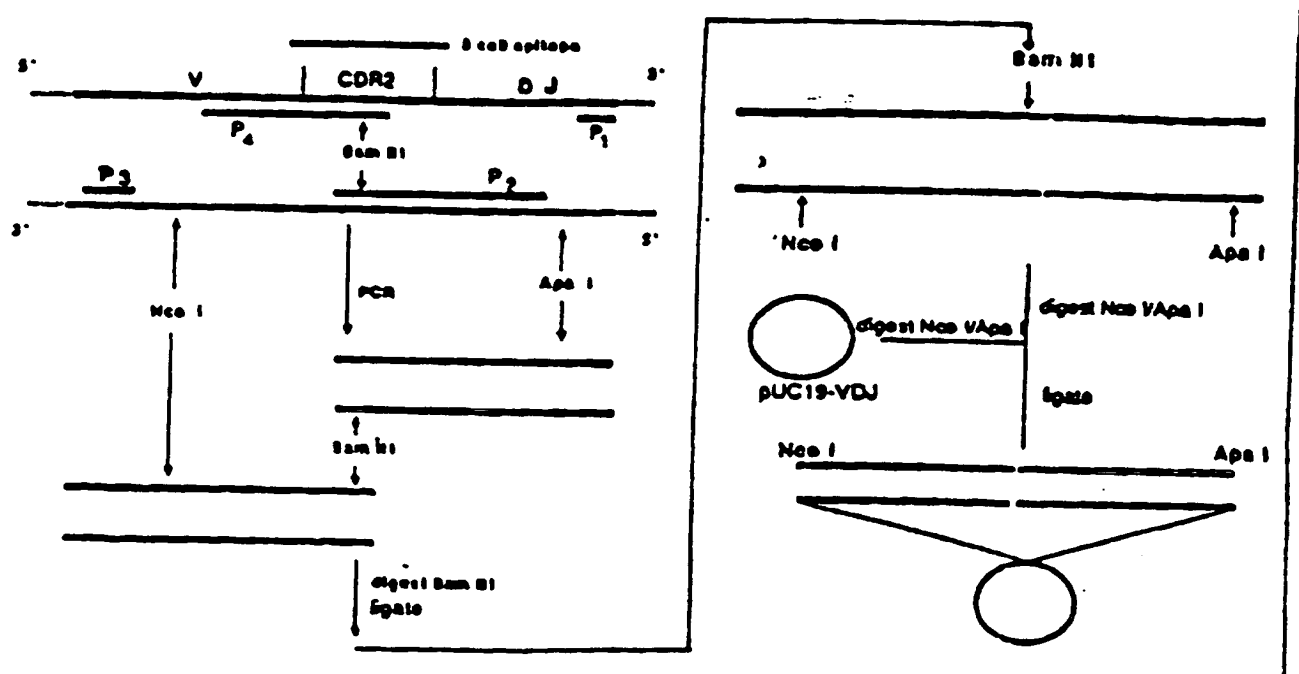 B cell epitope
5'
V
CDR2
D J
3'
P4
P1
Bam HI
P3
P2
3'
5'
Nco I
PCR
Apa I
Bam HI
digest Bam HI
ligate
Bam HI
Nco I
Apa I
digest Nco I/Apa I
digest Nco I/Apa I
pUC19-VDJ
ligate
Nco I
Apa I